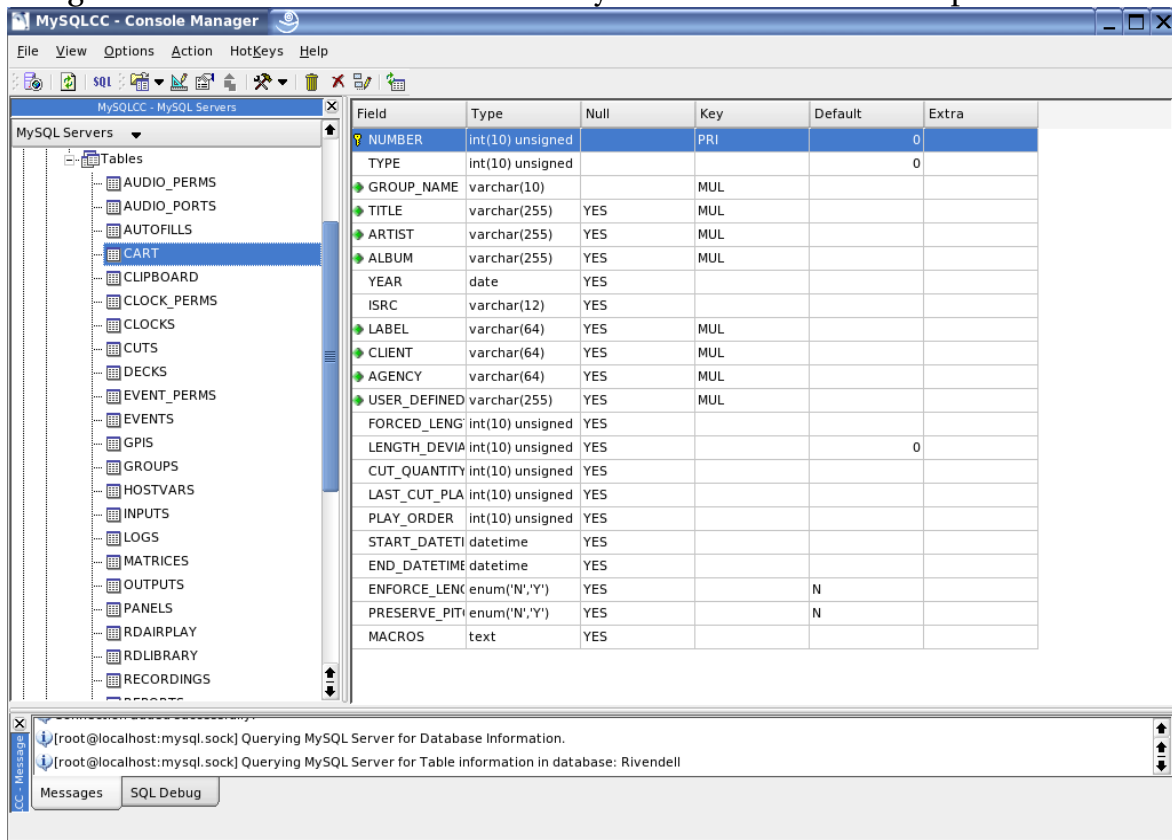 MySQLCC - Console Manager
File View Options Action HotKeys Help
SQL
MySQLCC - MySQL Servers
MySQL Servers
Tables
AUDIO_PERMS
AUDIO_PORTS
AUTOFILLS
CART
CLIPBOARD
CLOCK_PERMS
CLOCKS
CUTS
DECKS
EVENT_PERMS
EVENTS
GPIS
GROUPS
HOSTVARS
INPUTS
LOGS
MATRICES
OUTPUTS
PANELS
RDAIRPLAY
RDLIBRARY
RECORDINGS
Field Type Null Key Default Extra
NUMBER int(10) unsigned PRI 0
TYPE int(10) unsigned 0
GROUP_NAME varchar(10) MUL
TITLE varchar(255) YES MUL
ARTIST varchar(255) YES MUL
ALBUM varchar(255) YES MUL
YEAR date YES
ISRC varchar(12) YES
LABEL varchar(64) YES MUL
CLIENT varchar(64) YES MUL
AGENCY varchar(64) YES MUL
USER_DEFINED varchar(255) YES MUL
FORCED_LENG int(10) unsigned YES
LENGTH_DEVIA int(10) unsigned YES 0
CUT_QUANTITY int(10) unsigned YES
LAST_CUT_PLA int(10) unsigned YES
PLAY_ORDER int(10) unsigned YES
START_DATETI datetime YES
END_DATETIME datetime YES
ENFORCE_LEN enum('N','Y') YES N
PRESERVE_PIT enum('N','Y') YES N
MACROS text YES
[root@localhost:mysql.sock] Querying MySQL Server for Database Information.
[root@localhost:mysql.sock] Querying MySQL Server for Table information in database: Rivendell
CC - Message
Messages SQL Debug